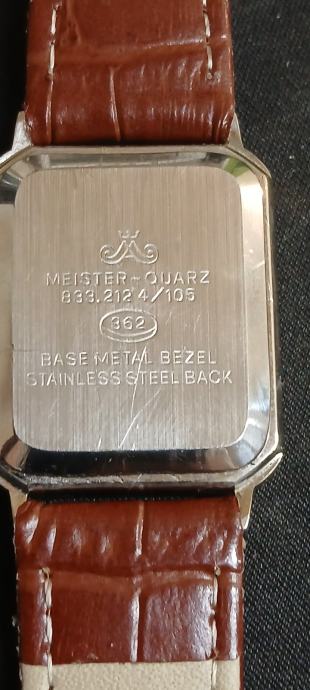 MEISTER-QUARZ
833.212 4/105
362
BASE METAL BEZEL
STAINLESS STEEL BACK